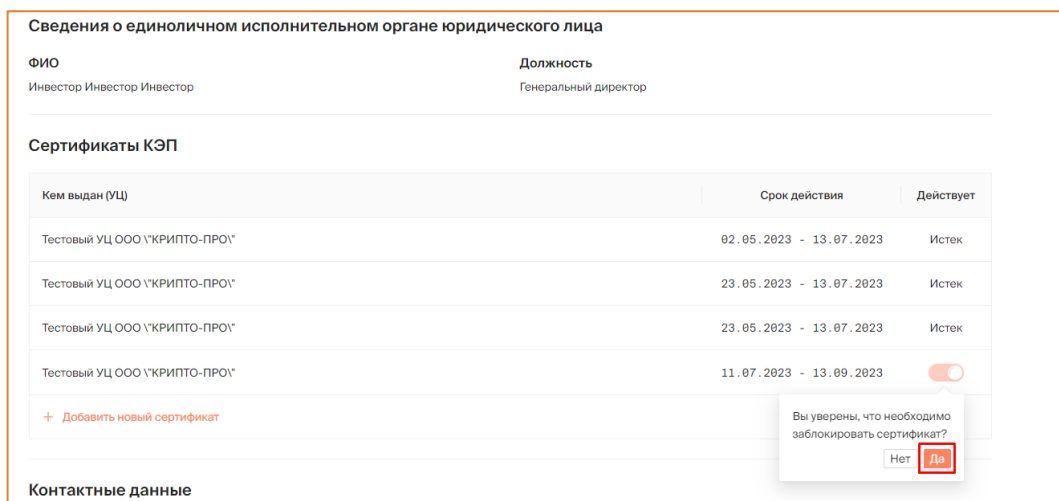 Сведения о единоличном исполнительном органе юридического лица
ФИО Должность
Инвестор Инвестор Инвестор Генеральный директор
Сертификаты КЭП
Кем выдан (УЦ) Срок действия Действует
Тестовый УЦ ООО \"КРИПТО-ПРО\" 02.05.2023 - 13.07.2023 Истек
Тестовый УЦ ООО \"КРИПТО-ПРО\" 23.05.2023 - 13.07.2023 Истек
Тестовый УЦ ООО \"КРИПТО-ПРО\" 23.05.2023 - 13.07.2023 Истек
Тестовый УЦ ООО \"КРИПТО-ПРО\" 11.07.2023 - 13.09.2023
+ Добавить новый сертификат
Вы уверены, что необходимо
заблокировать сертификат?
Нет Да
Контактные данные